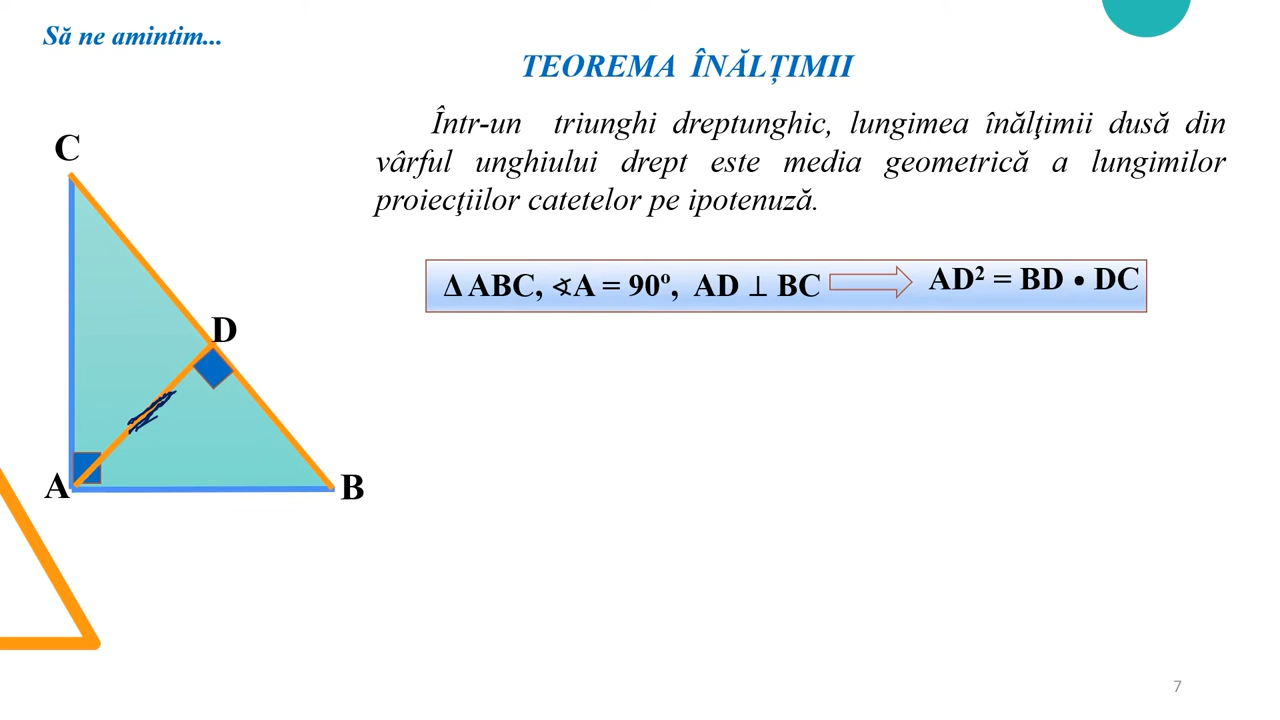 Să ne amintim...
TEOREMA ÎNĂLȚIMII
Într-un triunghi dreptunghic, lungimea înălţimii dusă din
vârful unghiului drept este media geometrică a lungimilor
proiecţiilor catetelor pe ipotenuză.
C
Δ ABC, ∢A = 90º, AD ⊥ BC
AD² = BD • DC
D
A
B
7